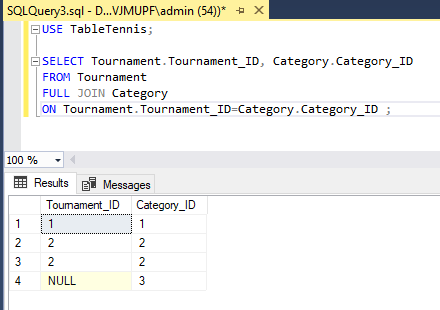 SQLQuery3.sql - D...VJMUPF\admin (54))*
USE TableTennis;
SELECT Tournament.Tournament_ID, Category.Category_ID
FROM Tournament
FULL JOIN Category
ON Tournament.Tournament_ID=Category.Category_ID ;
100 %
Results Messages
Tournament_ID Category_ID
1 1 1
2 2 2
3 2 2
4 NULL 3